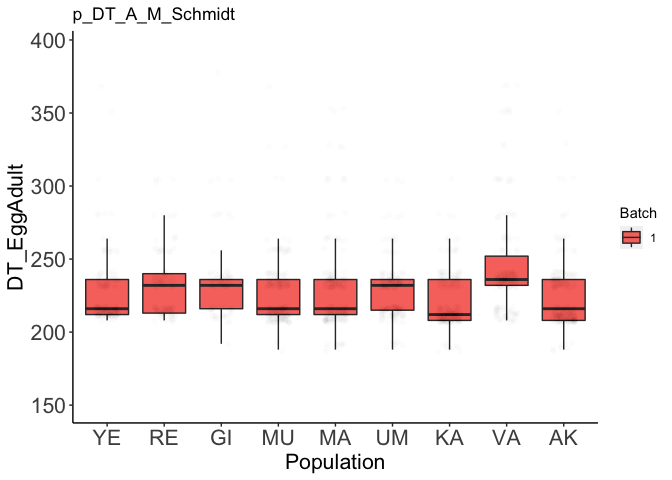 p_DT_A_M_Schmidt
400
350
300
250
200
150
DT_EggAdult
YE RE GI MU MA UM KA VA AK
Population
Batch
1